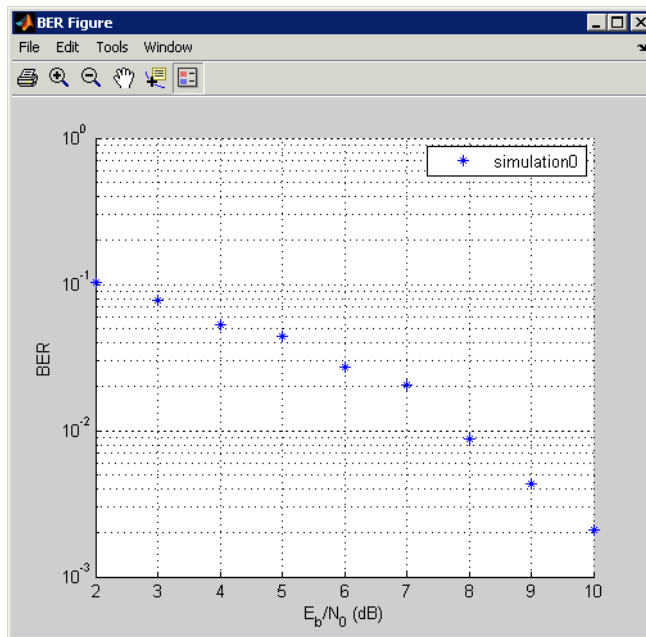 BER Figure
File Edit Tools Window
simulation0
10^0
10^-1
10^-2
10^-3
BER
2 3 4 5 6 7 8 9 10
E_b/N_0 (dB)